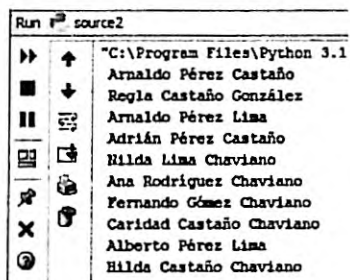 Run source2
"C:\Program Files\Python 3.1
Arnaldo Pérez Castaño
Regla Castaño González
Arnaldo Pérez Lima
Adrián Pérez Castaño
Hilda Lima Chaviano
Ana Rodríguez Chaviano
Fernando Gómez Chaviano
Caridad Castaño Chaviano
Alberto Pérez Lima
Hilda Castaño Chaviano